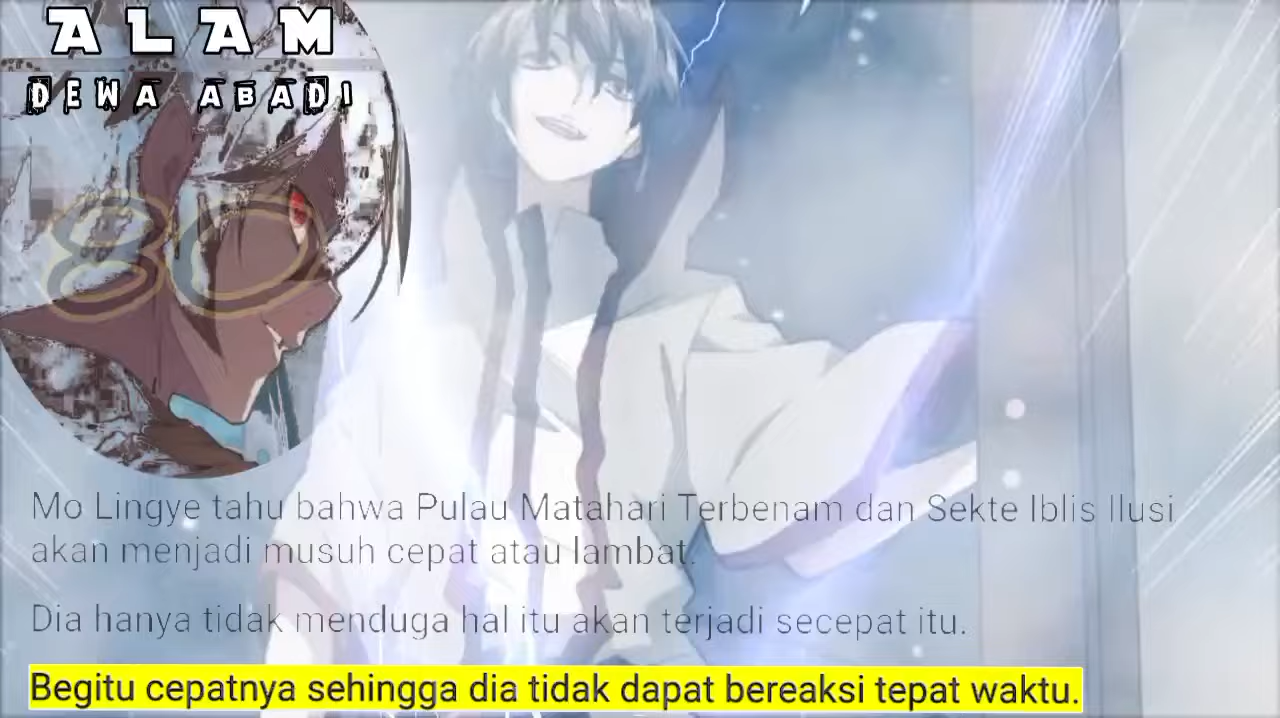 ALAM
DEWA ABADI
80
Mo Lingye tahu bahwa Pulau Matahari Terbenam dan Sekte Iblis Ilusi
akan menjadi musuh cepat atau lambat.
Dia hanya tidak menduga hal itu akan terjadi secepat itu.
Begitu cepatnya sehingga dia tidak dapat bereaksi tepat waktu.